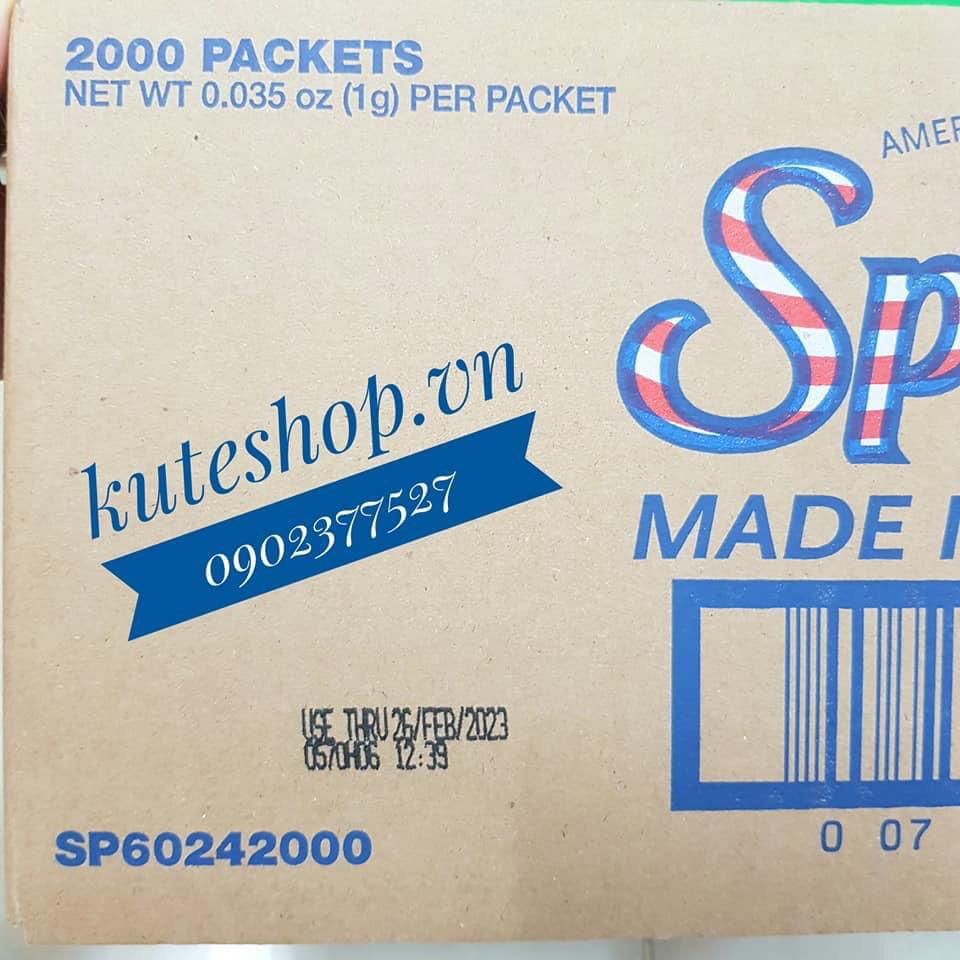 2000 PACKETS
NET WT 0.035 oz (1g) PER PACKET
AMER
Sp
kuteshop.vn
0902377527
MADE I
USE THRU 26/FEB/2023
0570H06 12:39
0 07
SP60242000